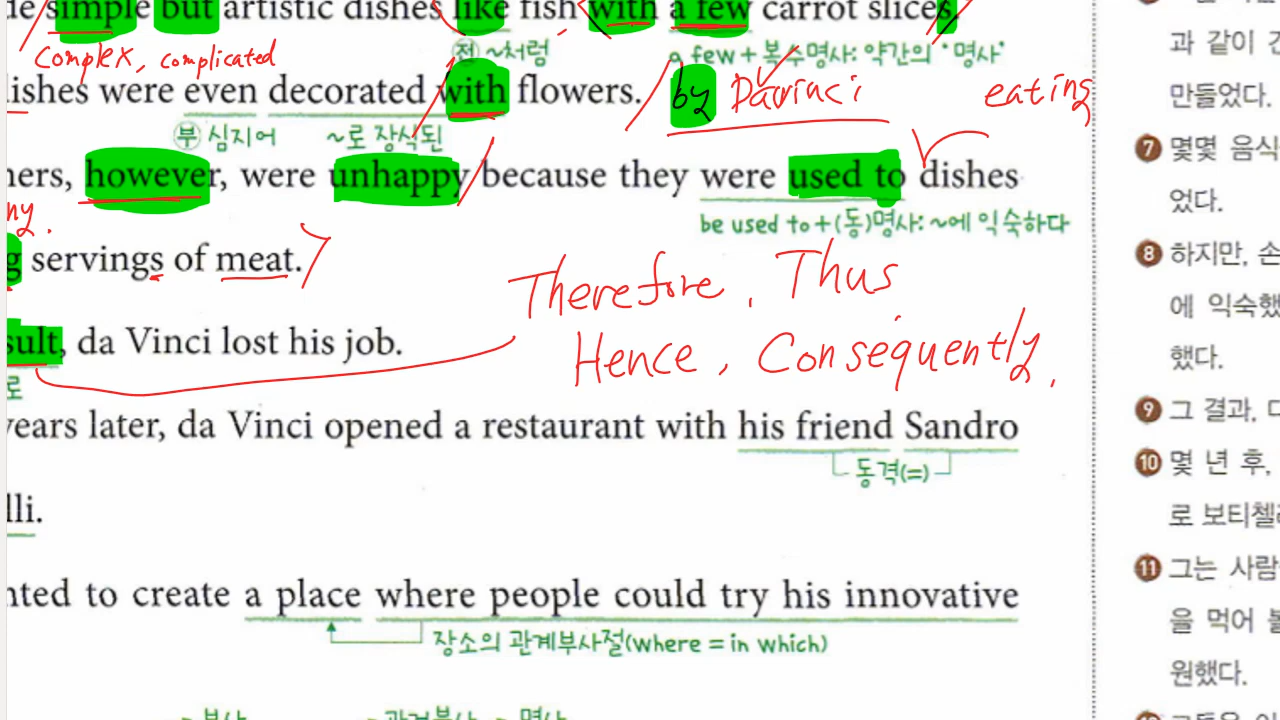 simple but artistic dishes like fish with a few carrot slices,
complex, complicated
전 ~처럼
a few + 복수명사: 약간의 '명사'
dishes were even decorated with flowers. by Davinci eating
부 심지어 ~로 장식된
however, were unhappy because they were used to dishes
be used to+(동)명사: ~에 익숙하다
servings of meat.
Therefore, Thus
da Vinci lost his job.
Hence, Consequently,
로
years later, da Vinci opened a restaurant with his friend Sandro
동격(=)
lli.
to create a place where people could try his innovative
장소의 관계부사절(where = in which)
과 같이
만들었다.
7 몇몇 음식
었다.
8 하지만, 손
에 익숙했
했다.
9 그 결과,
10 몇 년 후,
로 보티첼
11 그는 사람
을 먹어
원했다.